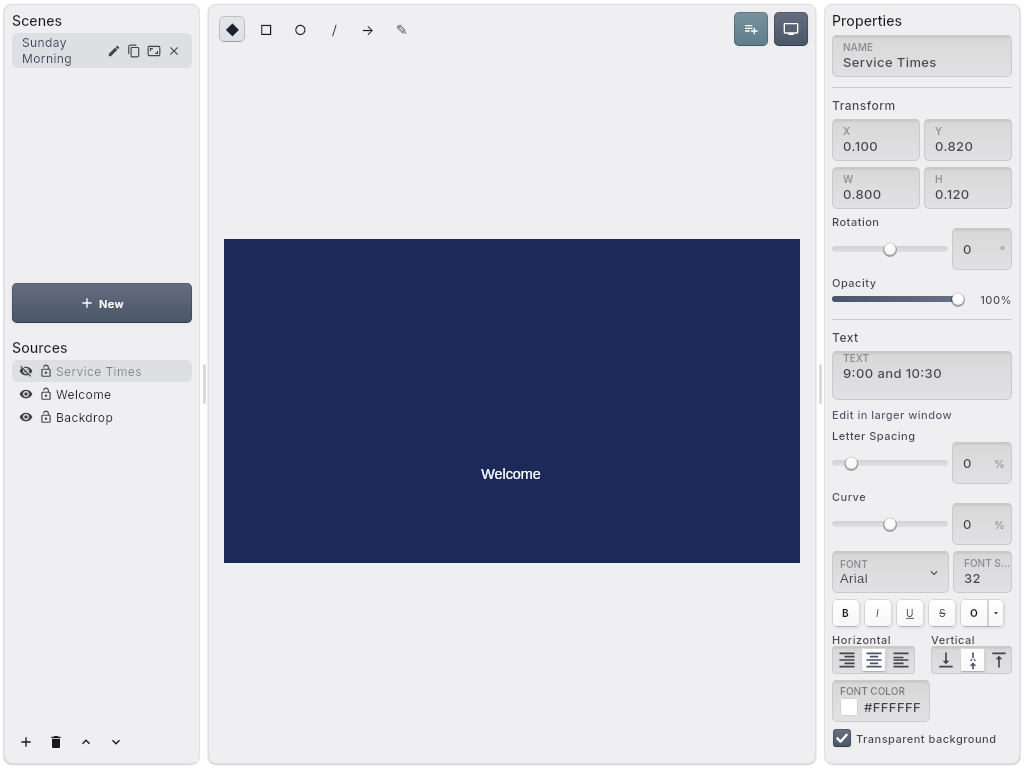 Scenes
Sunday
Morning
New
Sources
Service Times
Welcome
Backdrop
Welcome
Properties
NAME
Service Times
Transform
X
0.100
Y
0.820
W
0.800
H
0.120
Rotation
0 °
Opacity
100%
Text
TEXT
9:00 and 10:30
Edit in larger window
Letter Spacing
0 %
Curve
0 %
FONT
Arial
FONT S...
32
B I U S O
Horizontal
Vertical
FONT COLOR
#FFFFFF
Transparent background